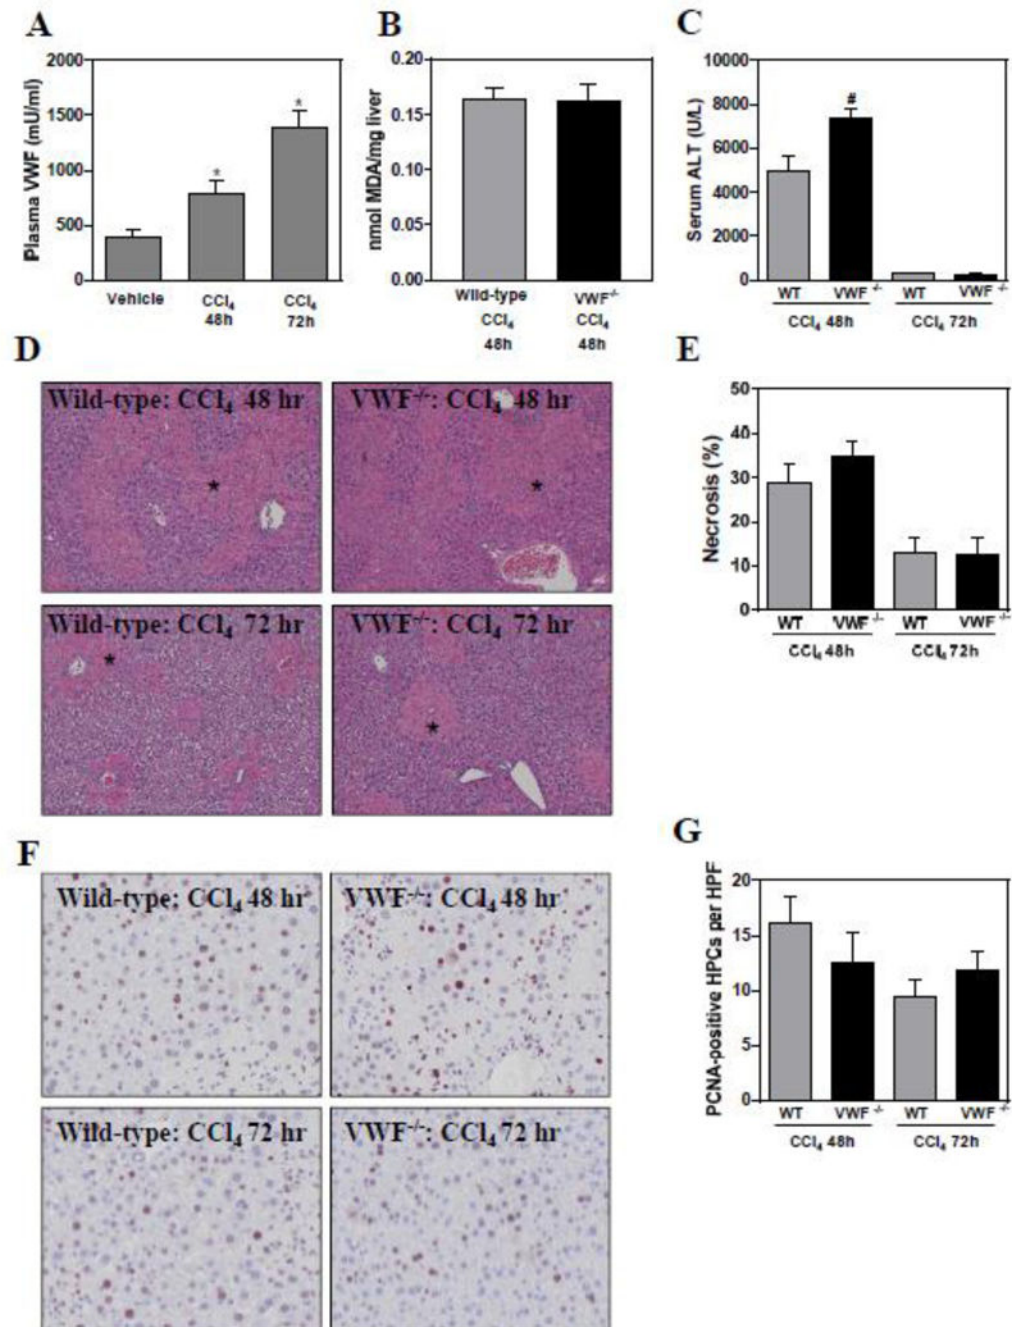 A
Plasma VWF (mU/ml)
2000
1500
1000
500
0
*
*
Vehicle
CCl₄
48h
CCl₄
72h
B
nmol MDA/mg liver
0.20
0.15
0.10
0.05
0.00
Wild-type
CCl₄
48h
VWF⁻/⁻
CCl₄
48h
C
Serum ALT (U/L)
10000
8000
6000
4000
2000
0
#
WT VWF⁻/⁻ WT VWF⁻/⁻
CCl₄ 48h CCl₄ 72h
D
Wild-type: CCl₄ 48 hr
*
VWF⁻/⁻: CCl₄ 48 hr
*
Wild-type: CCl₄ 72 hr
*
VWF⁻/⁻: CCl₄ 72 hr
*
E
Necrosis (%)
50
40
30
20
10
0
WT VWF⁻/⁻ WT VWF⁻/⁻
CCl₄ 48h CCl₄ 72h
F
Wild-type: CCl₄ 48 hr
VWF⁻/⁻: CCl₄ 48 hr
Wild-type: CCl₄ 72 hr
VWF⁻/⁻: CCl₄ 72 hr
G
PCNA-positive HPCs per HPF
20
15
10
5
0
WT VWF⁻/⁻ WT VWF⁻/⁻
CCl₄ 48h CCl₄ 72h